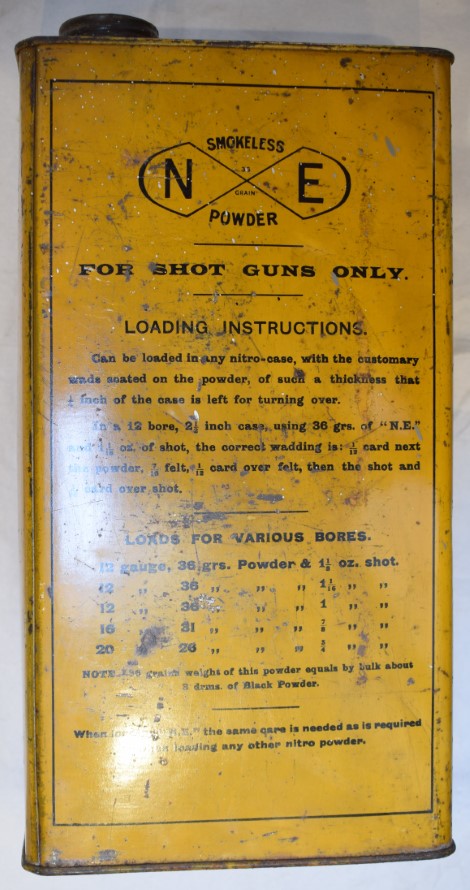 SMOKELESS
N E
GRAIN
POWDER
FOR SHOT GUNS ONLY.
LOADING INSTRUCTIONS.
Can be loaded in any nitro-case, with the customary
wads seated on the powder, of such a thickness that
inch of the case is left for turning over.
In a 12 bore, 2½ inch case, using 36 grs. of "N.E."
and oz. of shot, the correct wadding is: 1/12 card next
the powder, felt, 1/12 card over felt, then the shot and
card over shot.
LOADS FOR VARIOUS BORES.
12 gauge, 36 grs. Powder & 1⅛ oz. shot.
12 „ 36 „ „ „ 1 1/16 „ „
12 „ 36 „ „ „ 1 „ „
16 „ 31 „ „ „ ⅞ „ „
20 „ 26 „ „ „ ¾ „ „
NOTE grains weight of this powder equals by bulk about
3 drms. of Black Powder.
When "N.E." the same care is needed as is required
loading any other nitro powder.